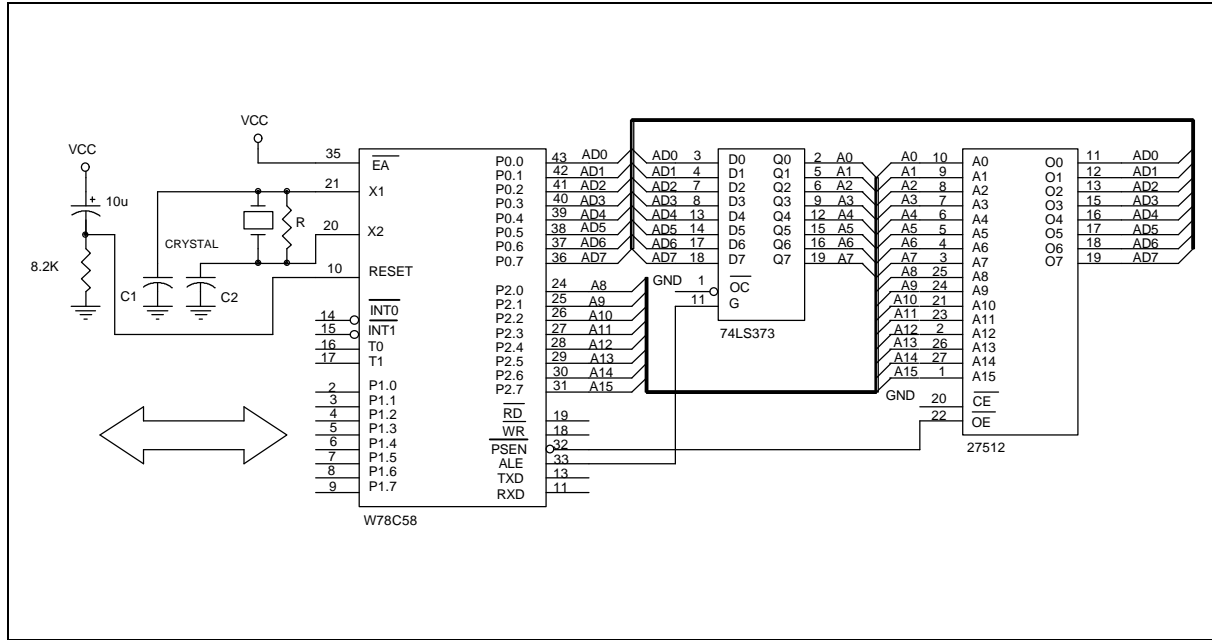 VCC
10u
8.2K
VCC
CRYSTAL
R
C1
C2
35 EA
21 X1
20 X2
10 RESET
14 INT0
15 INT1
16 T0
17 T1
2 P1.0
3 P1.1
4 P1.2
5 P1.3
6 P1.4
7 P1.5
8 P1.6
9 P1.7
P0.0 43 AD0
P0.1 42 AD1
P0.2 41 AD2
P0.3 40 AD3
P0.4 39 AD4
P0.5 38 AD5
P0.6 37 AD6
P0.7 36 AD7
P2.0 24 A8
P2.1 25 A9
P2.2 26 A10
P2.3 27 A11
P2.4 28 A12
P2.5 29 A13
P2.6 30 A14
P2.7 31 A15
RD 19
WR 18
PSEN 32
ALE 33
TXD 13
RXD 11
W78C58
AD0 3 D0 Q0 2 A0
AD1 4 D1 Q1 5 A1
AD2 7 D2 Q2 6 A2
AD3 8 D3 Q3 9 A3
AD4 13 D4 Q4 12 A4
AD5 14 D5 Q5 15 A5
AD6 17 D6 Q6 16 A6
AD7 18 D7 Q7 19 A7
GND 1 OC
11 G
74LS373
A0 10 A0 O0 11 AD0
A1 9 A1 O1 12 AD1
A2 8 A2 O2 13 AD2
A3 7 A3 O3 15 AD3
A4 6 A4 O4 16 AD4
A5 5 A5 O5 17 AD5
A6 4 A6 O6 18 AD6
A7 3 A7 O7 19 AD7
A8 25 A8
A9 24 A9
A10 21 A10
A11 23 A11
A12 2 A12
A13 26 A13
A14 27 A14
A15 1 A15
GND 20 CE
22 OE
27512